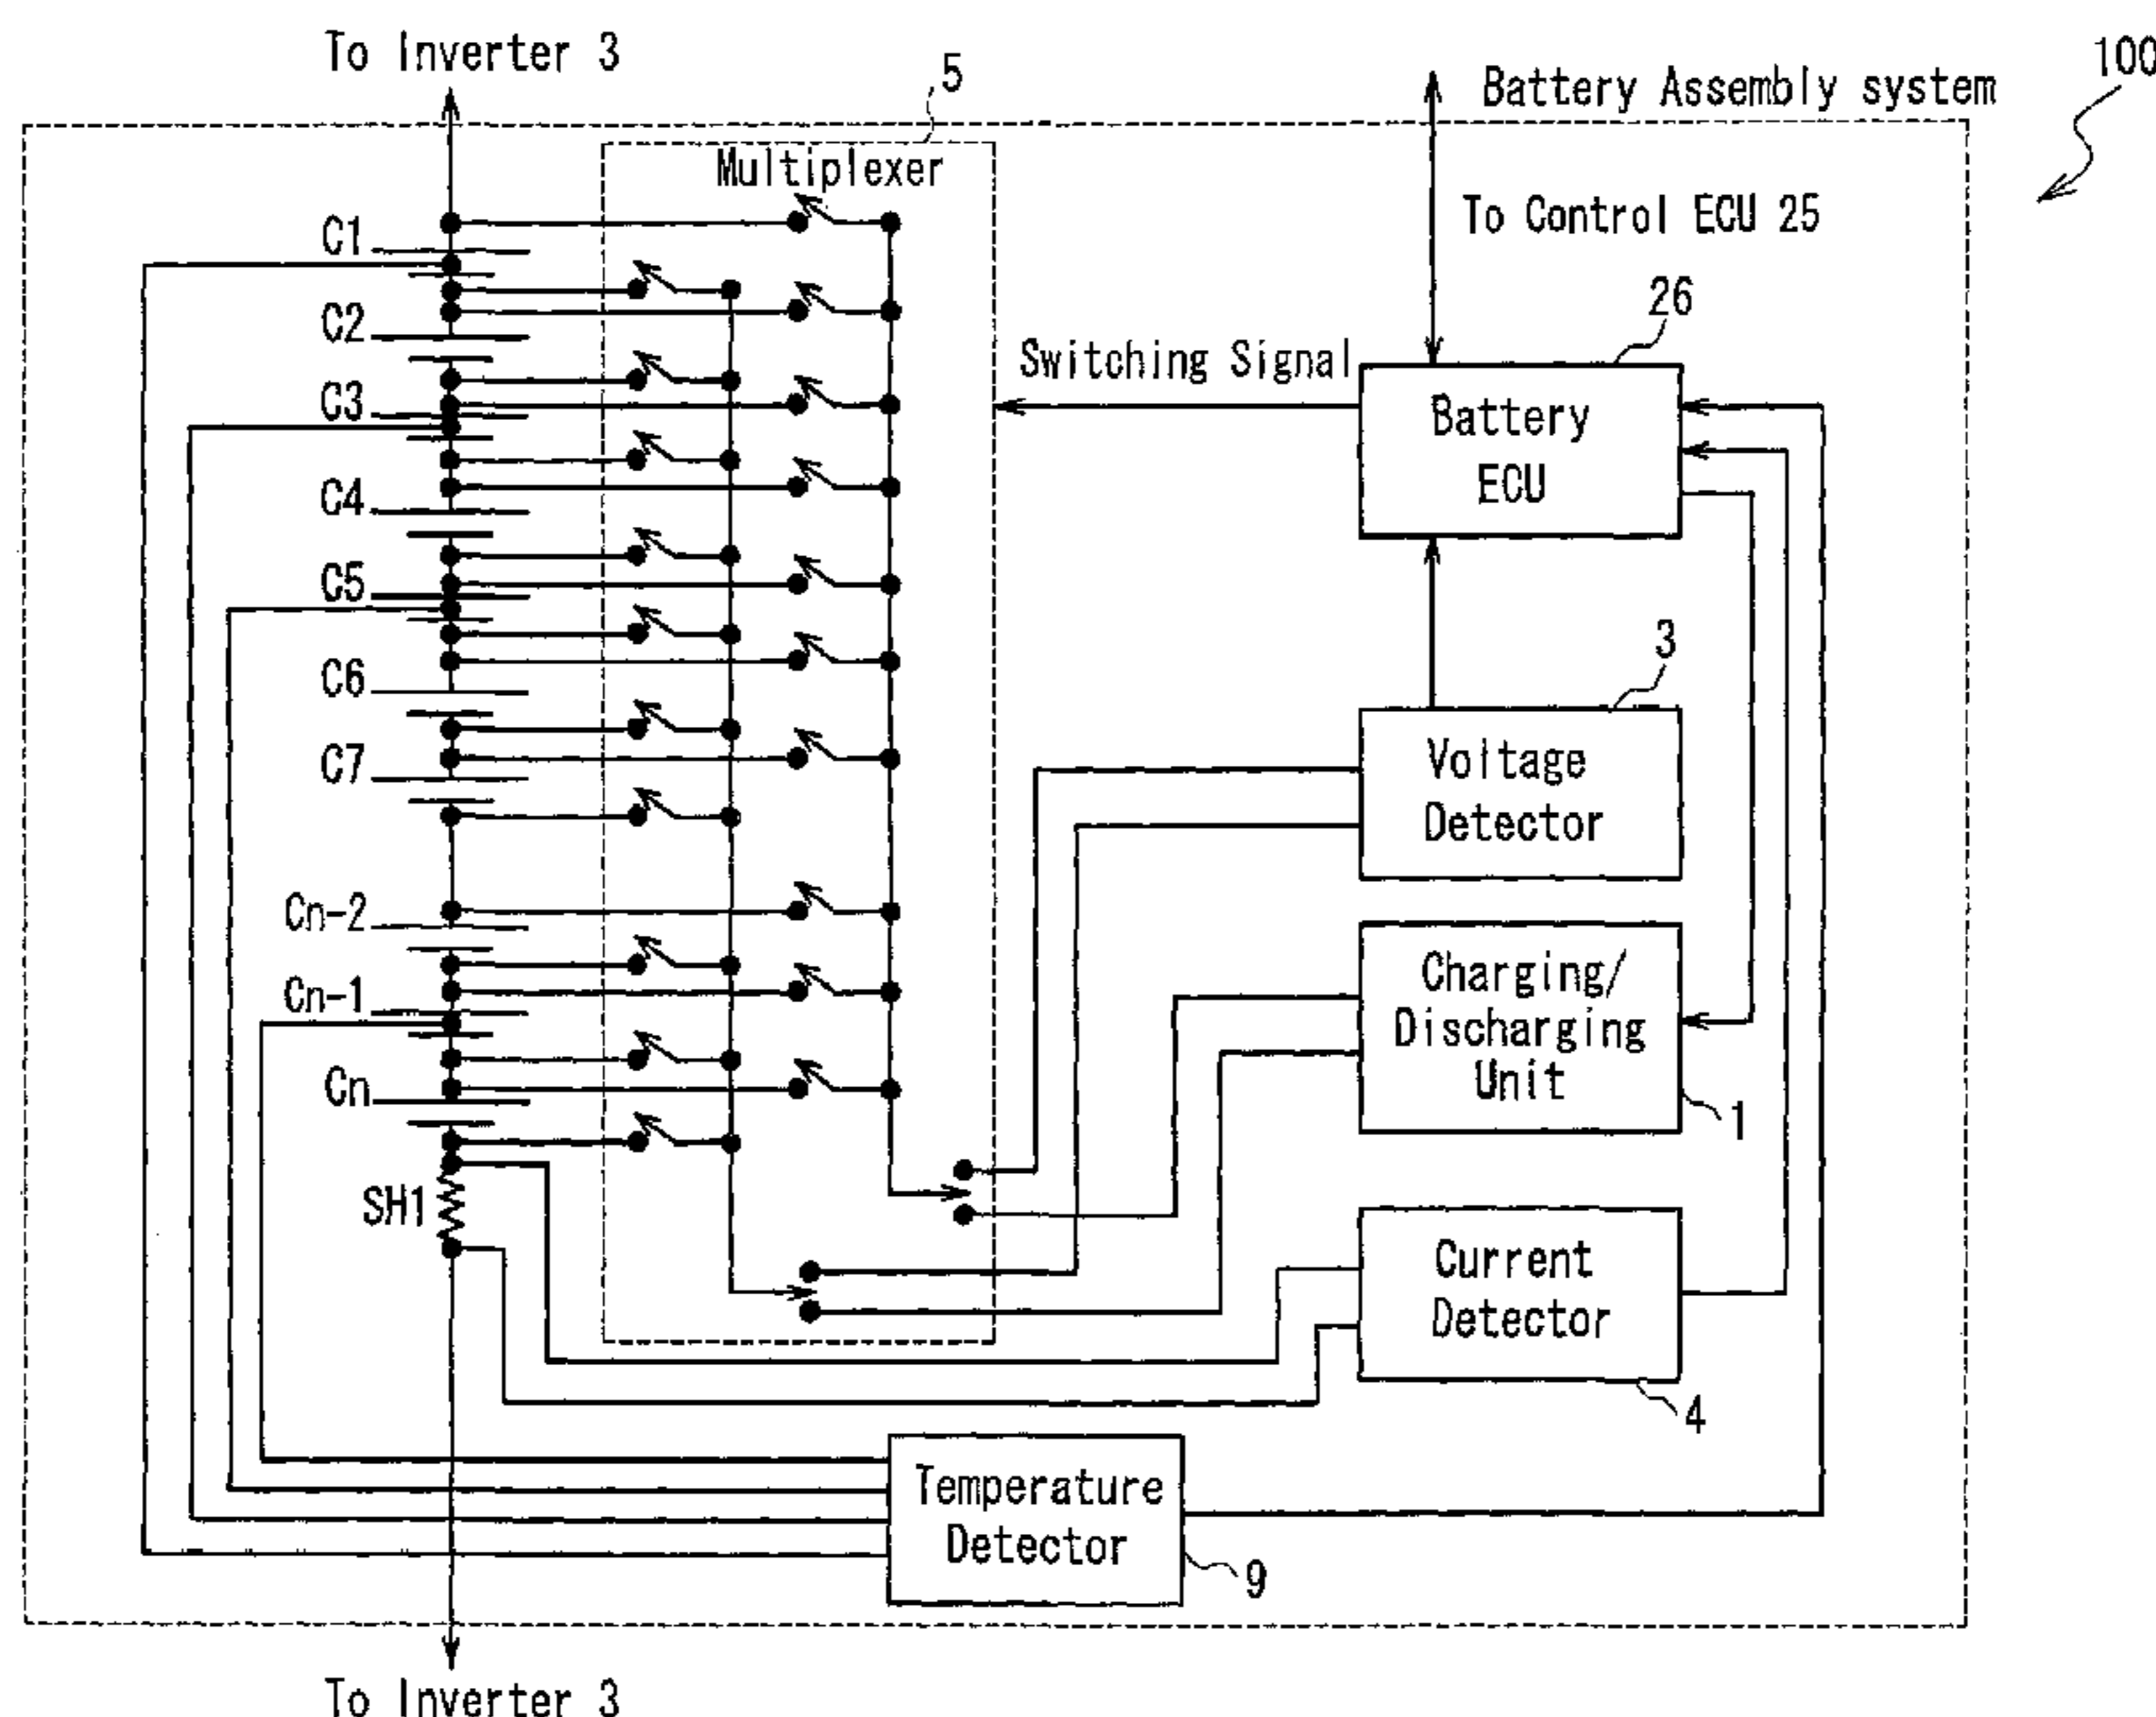 To Inverter 3
5
Battery Assembly system
100
Multiplexer
To Control ECU 25
C1
26
C2
Switching Signal
C3
Battery
ECU
C4
C5
3
C6
C7
Voltage
Detector
Cn-2
Charging/
Discharging
Unit
Cn-1
Cn
1
SH1
Current
Detector
4
Temperature
Detector
9
To Inverter 3